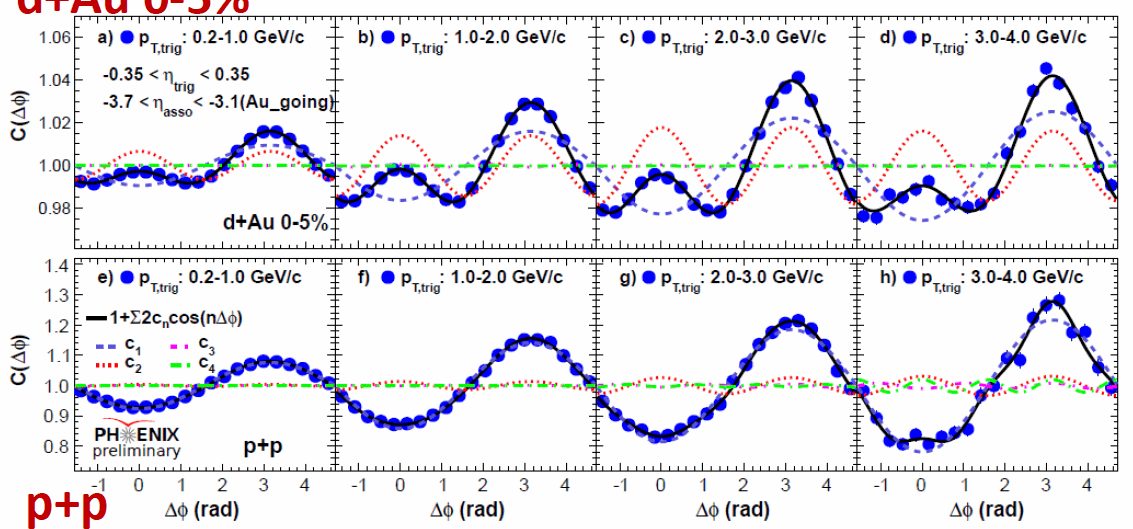 d+Au 0-5%
a) p_T,trig: 0.2-1.0 GeV/c
b) p_T,trig: 1.0-2.0 GeV/c
c) p_T,trig: 2.0-3.0 GeV/c
d) p_T,trig: 3.0-4.0 GeV/c
-0.35 < η_trig < 0.35
-3.7 < η_asso < -3.1(Au_going)
1.06
1.04
1.02
1.00
0.98
C(Δϕ)
d+Au 0-5%
e) p_T,trig: 0.2-1.0 GeV/c
f) p_T,trig: 1.0-2.0 GeV/c
g) p_T,trig: 2.0-3.0 GeV/c
h) p_T,trig: 3.0-4.0 GeV/c
1+Σ2c_n cos(nΔϕ)
c_1 c_3
c_2 c_4
1.4
1.3
1.2
1.1
1.0
0.9
0.8
C(Δϕ)
PHENIX
preliminary
p+p
-1 0 1 2 3 4 -1 0 1 2 3 4 -1 0 1 2 3 4 -1 0 1 2 3 4
Δϕ (rad) Δϕ (rad) Δϕ (rad) Δϕ (rad)
p+p